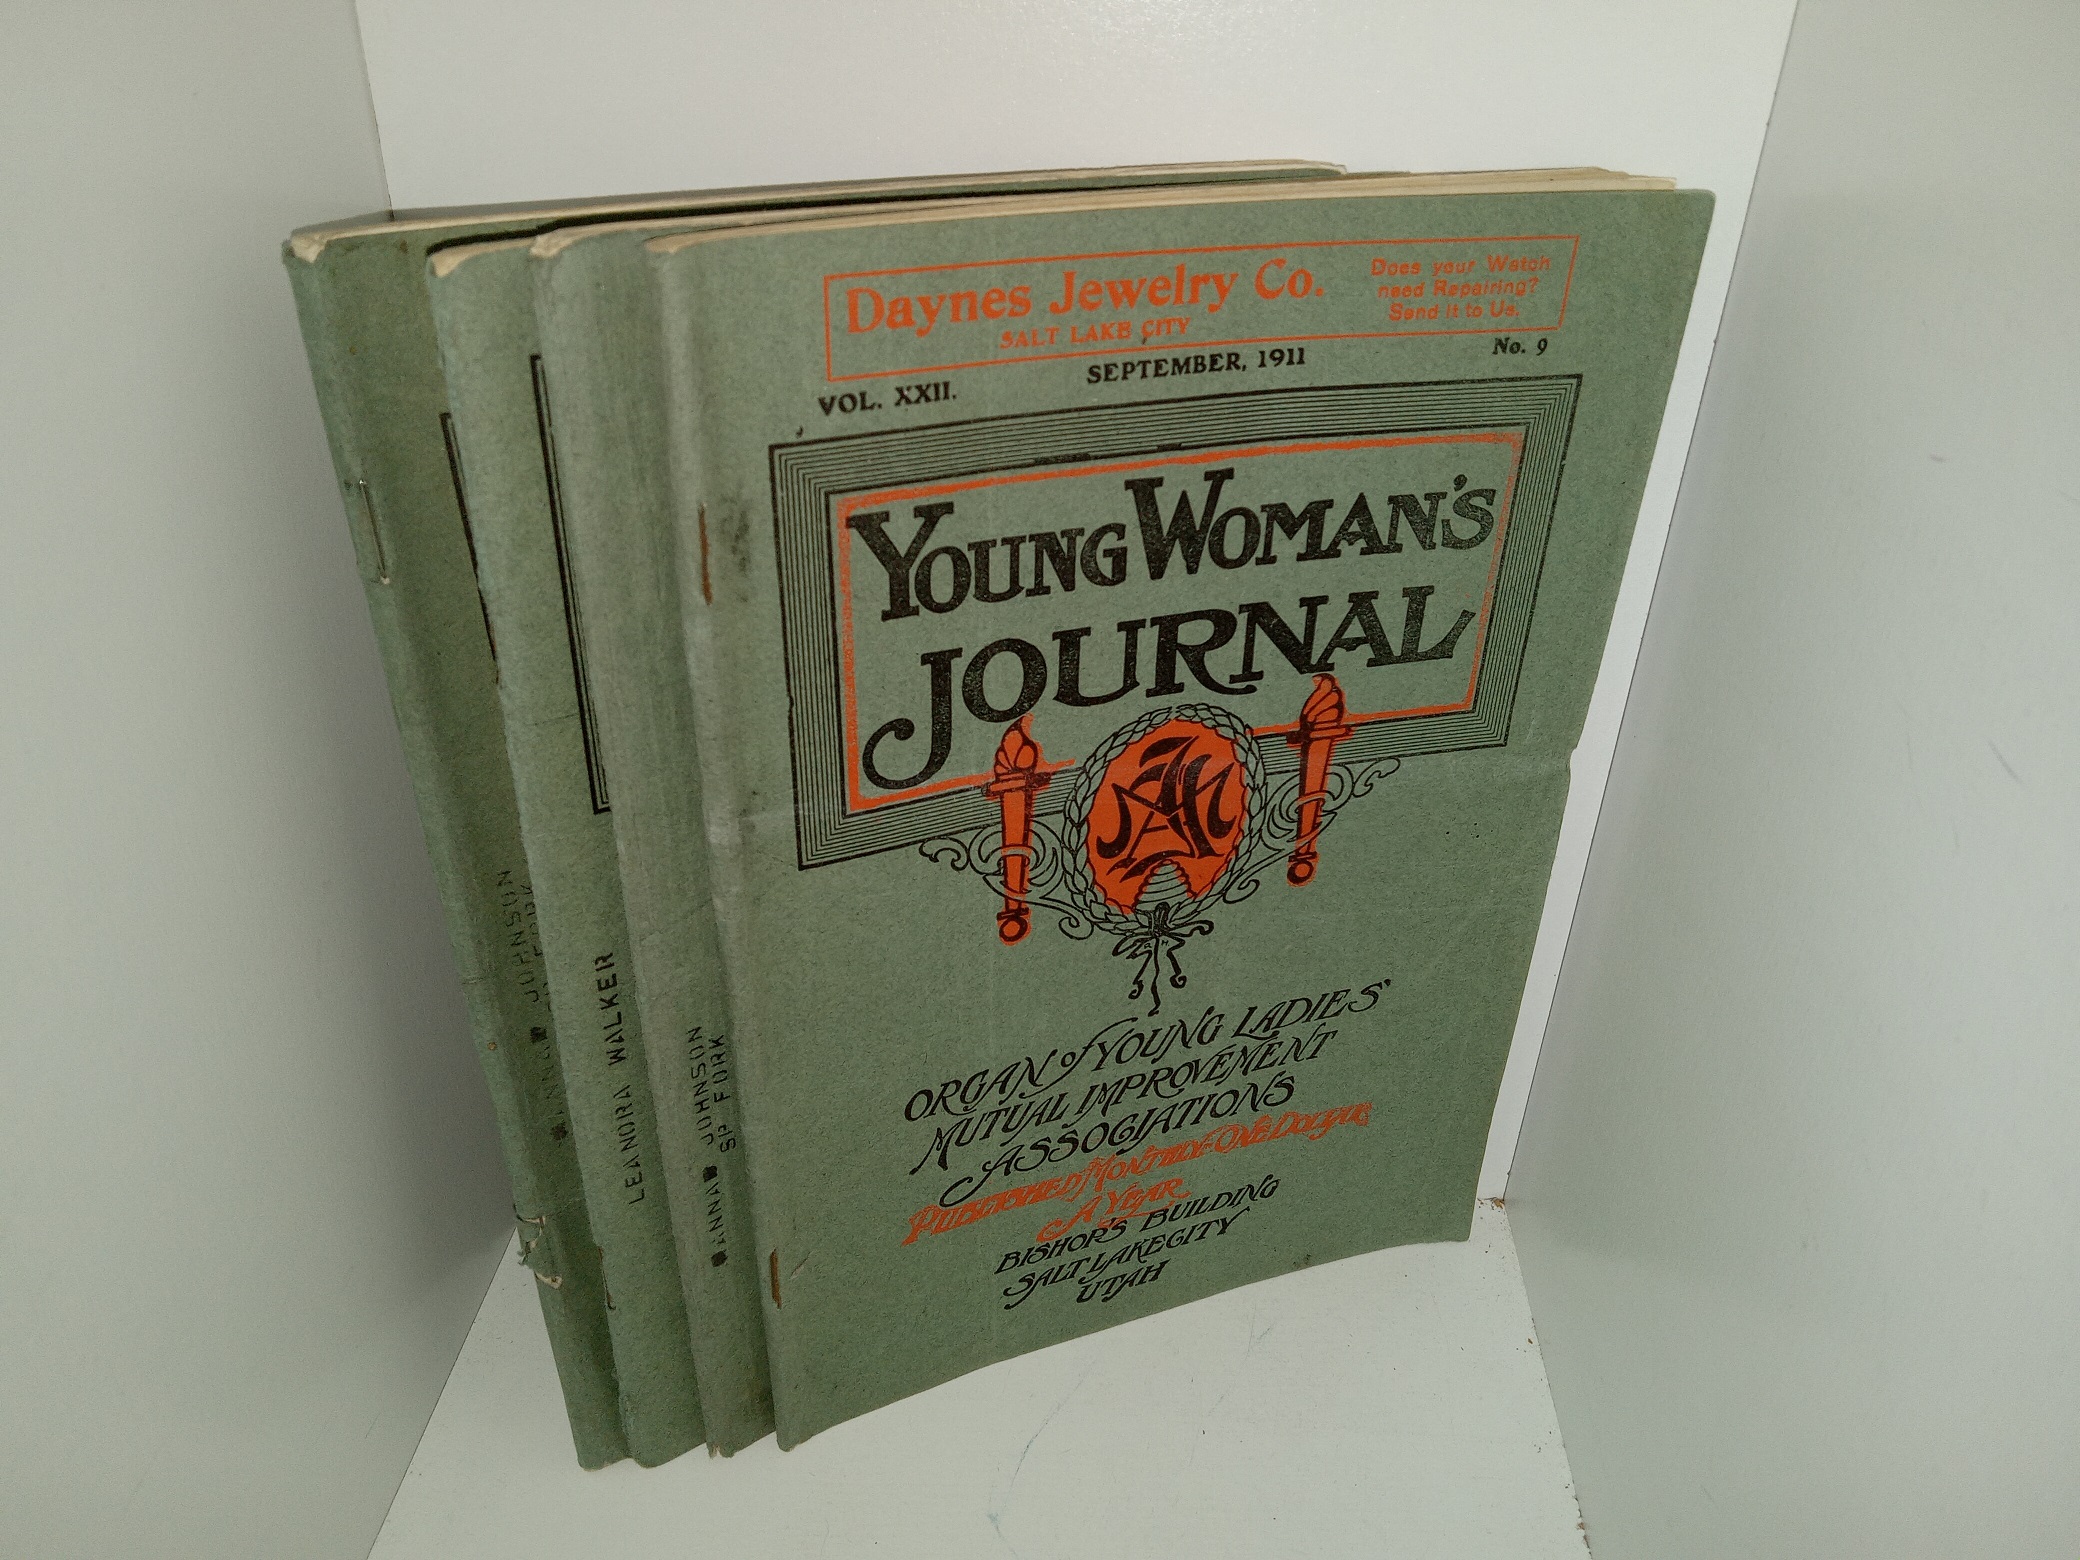 Daynes Jewelry Co.
SALT LAKE CITY
Does your Watch
need Repairing?
Send it to Us.
VOL. XXII.
SEPTEMBER, 1911
No. 9
YOUNG WOMAN'S
JOURNAL
ORGAN of YOUNG LADIES'
MUTUAL IMPROVEMENT
ASSOCIATIONS
PUBLISHED MONTHLY-ONE DOLLAR
A YEAR
BISHOP'S BUILDING
SALT LAKE CITY
UTAH
ANNA JOHNSON
SP FORK
LEANORA WALKER
ANNA JOHNSON
FORK